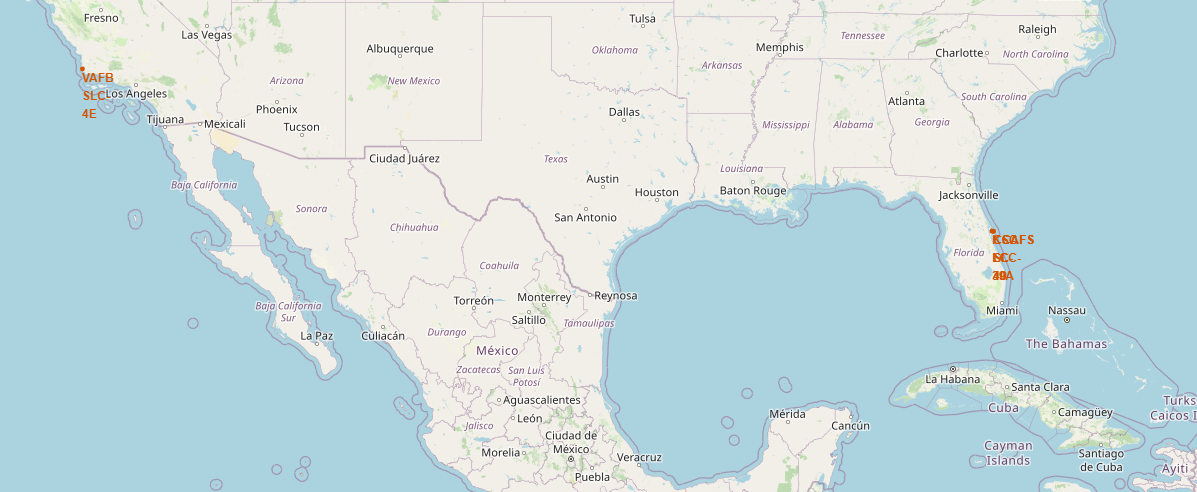 Fresno
Tulsa
Raleigh
Las Vegas
Tennessee
Albuquerque
Memphis
Oklahoma
Charlotte
North Carolina
Arkansas
VAFB
SLC-
4E
Arizona
New Mexico
Los Angeles
South Carolina
Phoenix
Atlanta
Dallas
Tijuana
Mexicali
Tucson
Mississippi
Alabama
Georgia
Ciudad Juárez
Texas
Louisiana
Baja California
Austin
Houston
Baton Rouge
Jacksonville
Sonora
San Antonio
Chihuahua
Florida
Coahuila
Torreón
Monterrey
Reynosa
Baja California
Sur
Saltillo
Tamaulipas
Miami
Nassau
La Paz
Culiacán
Durango
The Bahamas
México
Zacatecas
San Luis
Potosí
La Habana
Santa Clara
Aguascalientes
Turks
Caicos
Cuba
Camagüey
León
Mérida
Jalisco
Cancún
Ciudad de
México
Morelia
Veracruz
Cayman
Islands
Santiago
de Cuba
Puebla
Ayiti